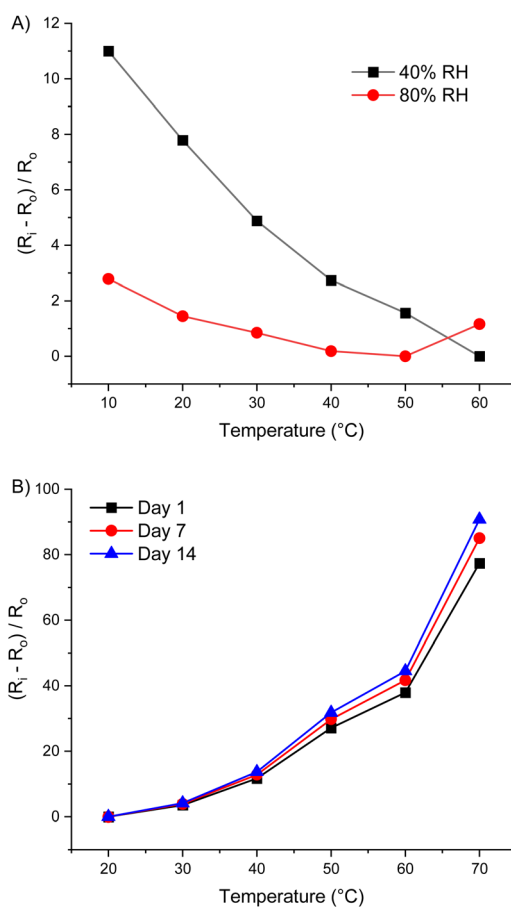 A)
12
10
8
6
4
2
0
(Ri - Ro) / Ro
40% RH
80% RH
10 20 30 40 50 60
Temperature (°C)
B)
100
80
60
40
20
0
(Ri - Ro) / Ro
Day 1
Day 7
Day 14
20 30 40 50 60 70
Temperature (°C)